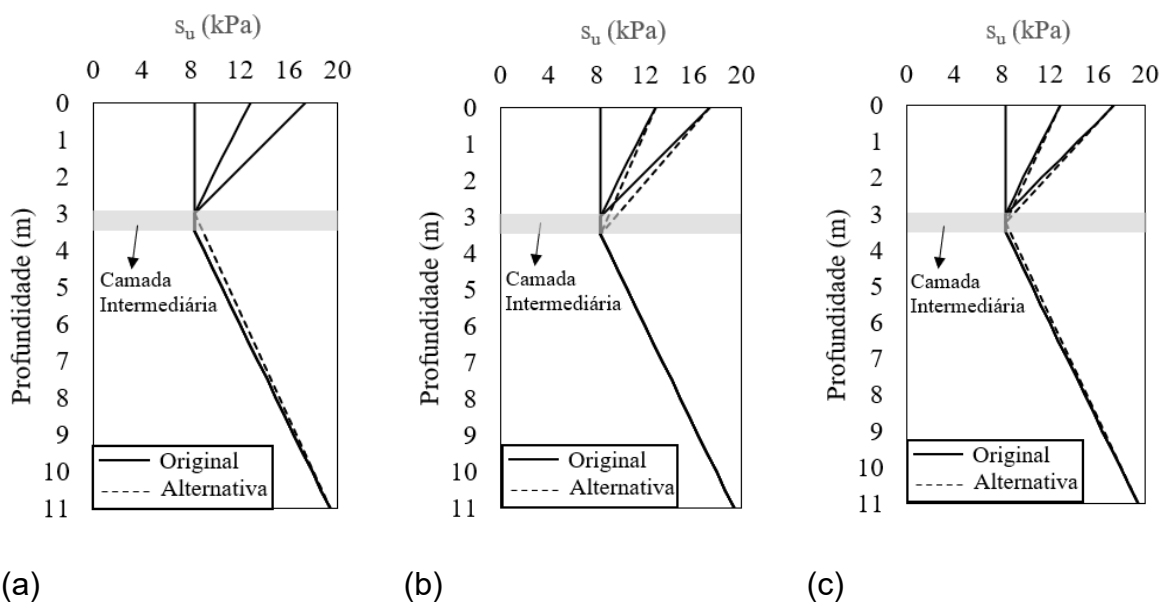 s_u (kPa)
0 4 8 12 16 20
Profundidade (m)
0
1
2
3
4
5
6
7
8
9
10
11
Camada
Intermediária
Original
Alternativa
(a)
s_u (kPa)
0 4 8 12 16 20
Profundidade (m)
0
1
2
3
4
5
6
7
8
9
10
11
Camada
Intermediária
Original
Alternativa
(b)
s_u (kPa)
0 4 8 12 16 20
Profundidade (m)
0
1
2
3
4
5
6
7
8
9
10
11
Camada
Intermediária
Original
Alternativa
(c)